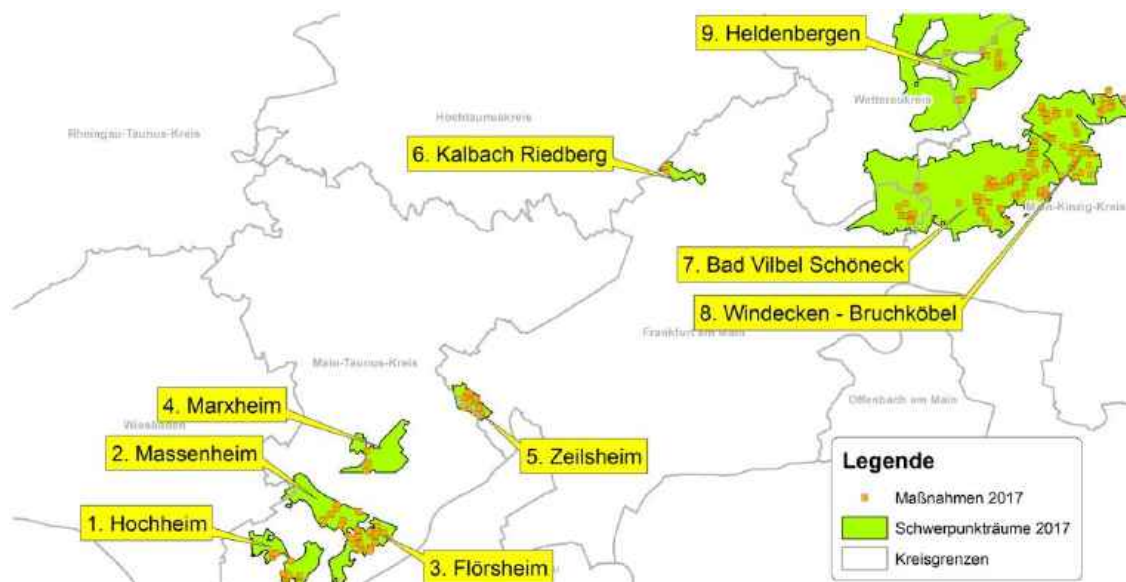 9. Heldenbergen
Wetteraukreis
Rheingau-Taunus-Kreis
Hochtaunuskreis
6. Kalbach Riedberg
Main-Kinzig-Kreis
7. Bad Vilbel Schöneck
8. Windecken - Bruchköbel
Frankfurt am Main
Main-Taunus-Kreis
4. Marxheim
Offenbach am Main
Wiesbaden
2. Massenheim
5. Zeilsheim
1. Hochheim
3. Flörsheim
Legende
Maßnahmen 2017
Schwerpunkträume 2017
Kreisgrenzen